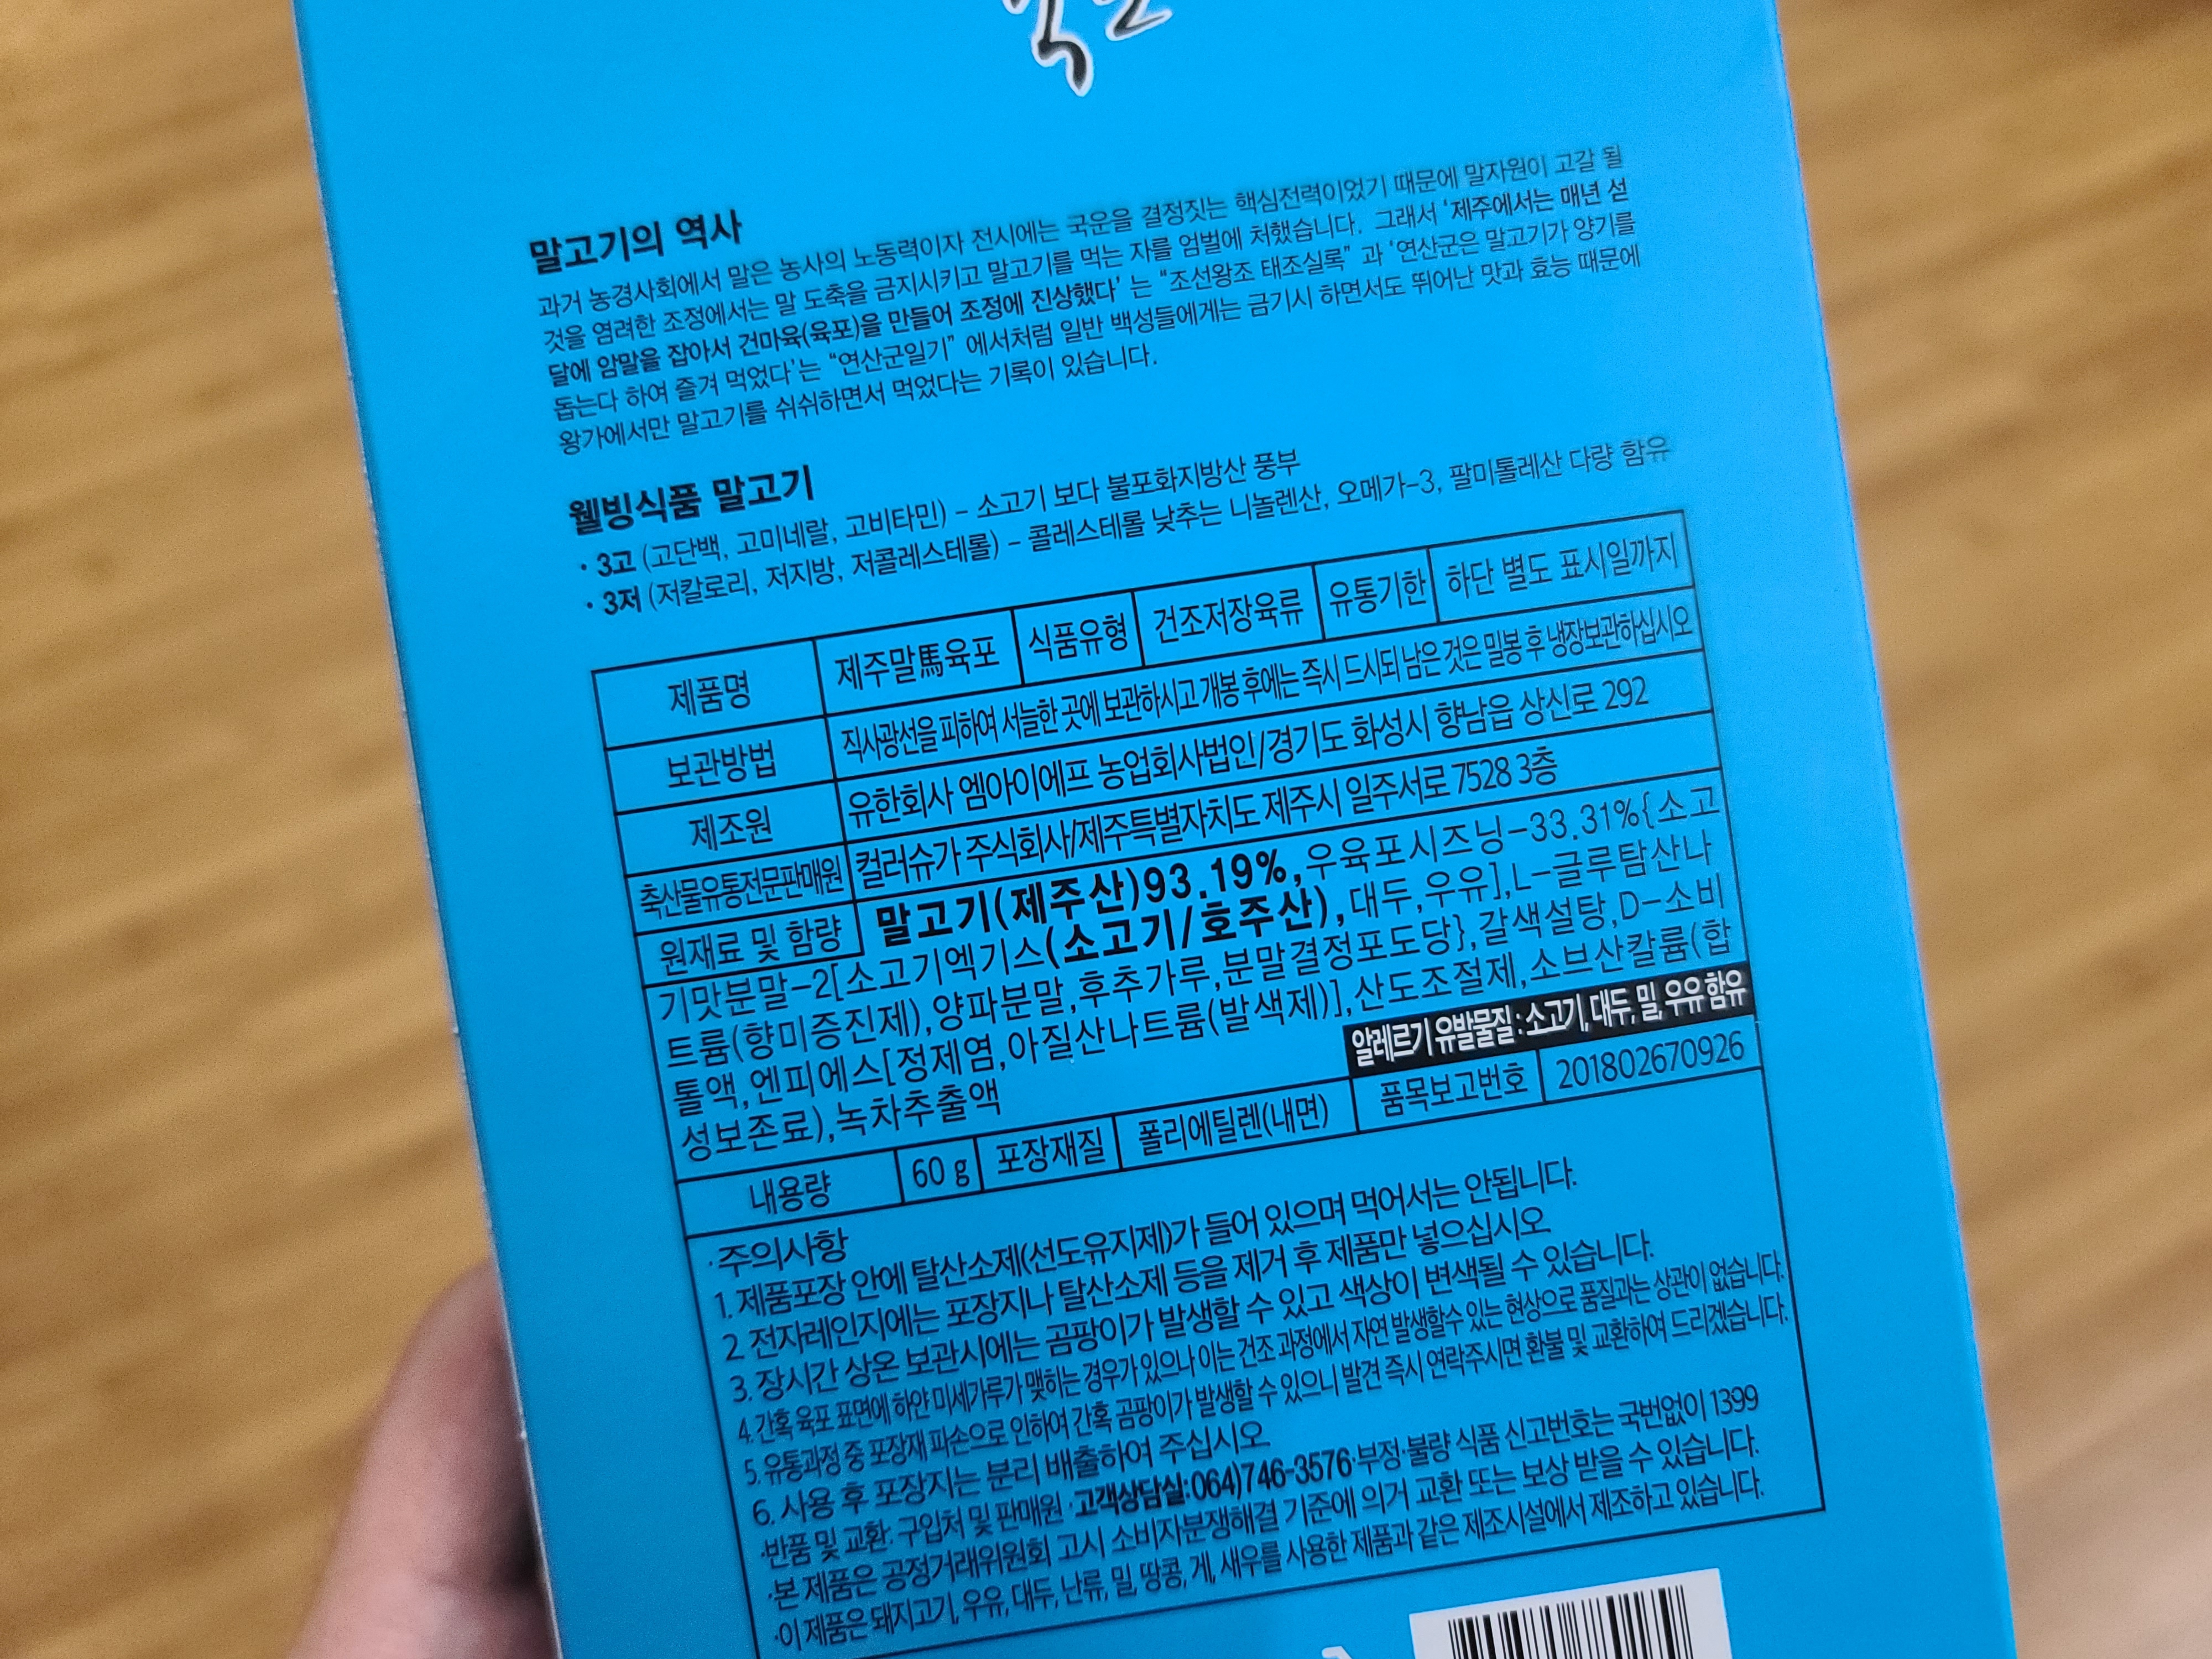 말고기의 역사
과거 농경사회에서 말은 농사의 노동력이자 전시에는 국운을 결정짓는 핵심전력이었기 때문에 말자원이 고갈 될
것을 염려한 조정에서는 말 도축을 금지시키고 말고기를 먹는 자를 엄벌에 처했습니다. 그래서 '제주에서는 매년 섣
달에 암말을 잡아서 건마육(육포)을 만들어 조정에 진상했다' 는 "조선왕조 태조실록" 과 '연산군은 말고기가 양기를
돕는다 하여 즐겨 먹었다'는 "연산군일기" 에서처럼 일반 백성들에게는 금기시 하면서도 뛰어난 맛과 효능 때문에
왕가에서만 말고기를 쉬쉬하면서 먹었다는 기록이 있습니다.
웰빙식품 말고기
· 3고 (고단백, 고미네랄, 고비타민) - 소고기 보다 불포화지방산 풍부
· 3저 (저칼로리, 저지방, 저콜레스테롤) - 콜레스테롤 낮추는 니놀렌산, 오메가-3, 팔미톨레산 다량 함유
제품명 제주말馬육포 식품유형 건조저장육류 유통기한 하단 별도 표시일까지
보관방법 직사광선을 피하여 서늘한 곳에 보관하시고 개봉 후에는 즉시 드시되 남은 것은 밀봉 후 냉장보관하십시오
제조원 유한회사 엠아이에프 농업회사법인/경기도 화성시 향남읍 상신로 292
축산물유통전문판매원 컬러슈가 주식회사/제주특별자치도 제주시 일주서로 7528 3층
원재료 및 함량 말고기(제주산)93.19%,우육포시즈닝-33.31%{소고
기맛분말-2[소고기엑기스(소고기/호주산),대두,우유],L-글루탐산나
트륨(향미증진제),양파분말,후추가루,분말결정포도당},갈색설탕,D-소비
톨액,엔피에스[정제염,아질산나트륨(발색제)],산도조절제,소브산칼륨(합
성보존료),녹차추출액
알레르기 유발물질 : 소고기, 대두, 밀, 우유 함유
내용량 60 g 포장재질 폴리에틸렌(내면) 품목보고번호 201802670926
·주의사항
1. 제품포장 안에 탈산소제(선도유지제)가 들어 있으며 먹어서는 안됩니다.
2. 전자레인지에는 포장지나 탈산소제 등을 제거 후 제품만 넣으십시오
3. 장시간 상온 보관시에는 곰팡이가 발생할 수 있고 색상이 변색될 수 있습니다.
4. 간혹 육포 표면에 하얀 미세가루가 맺히는 경우가 있으나 이는 건조 과정에서 자연 발생할수 있는 현상으로 품질과는 상관이 없습니다.
5. 유통과정 중 포장재 파손으로 인하여 간혹 곰팡이가 발생할 수 있으니 발견 즉시 연락주시면 환불 및 교환하여 드리겠습니다.
6. 사용 후 포장지는 분리 배출하여 주십시오
·반품 및 교환: 구입처 및 판매원 ·고객상담실:064)746-3576·부정·불량 식품 신고번호는 국번없이 1399
·본 제품은 공정거래위원회 고시 소비자분쟁해결 기준에 의거 교환 또는 보상 받을 수 있습니다.
·이 제품은 돼지고기, 우유, 대두, 난류, 밀, 땅콩, 게, 새우를 사용한 제품과 같은 제조시설에서 제조하고 있습니다.